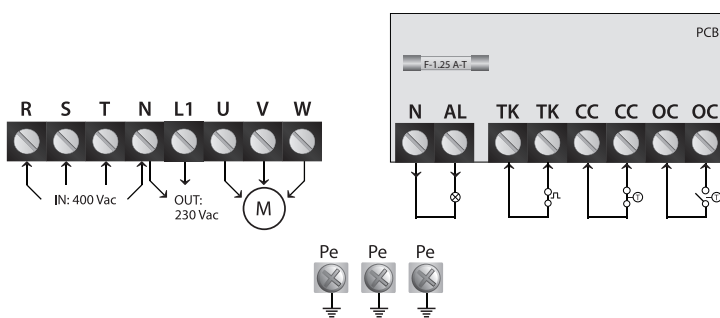 PCB
F-1.25 A-T
R S T N L1 U V W
N AL TK TK CC CC OC OC
IN: 400 Vac
OUT:
230 Vac
M
T
T
Pe Pe Pe